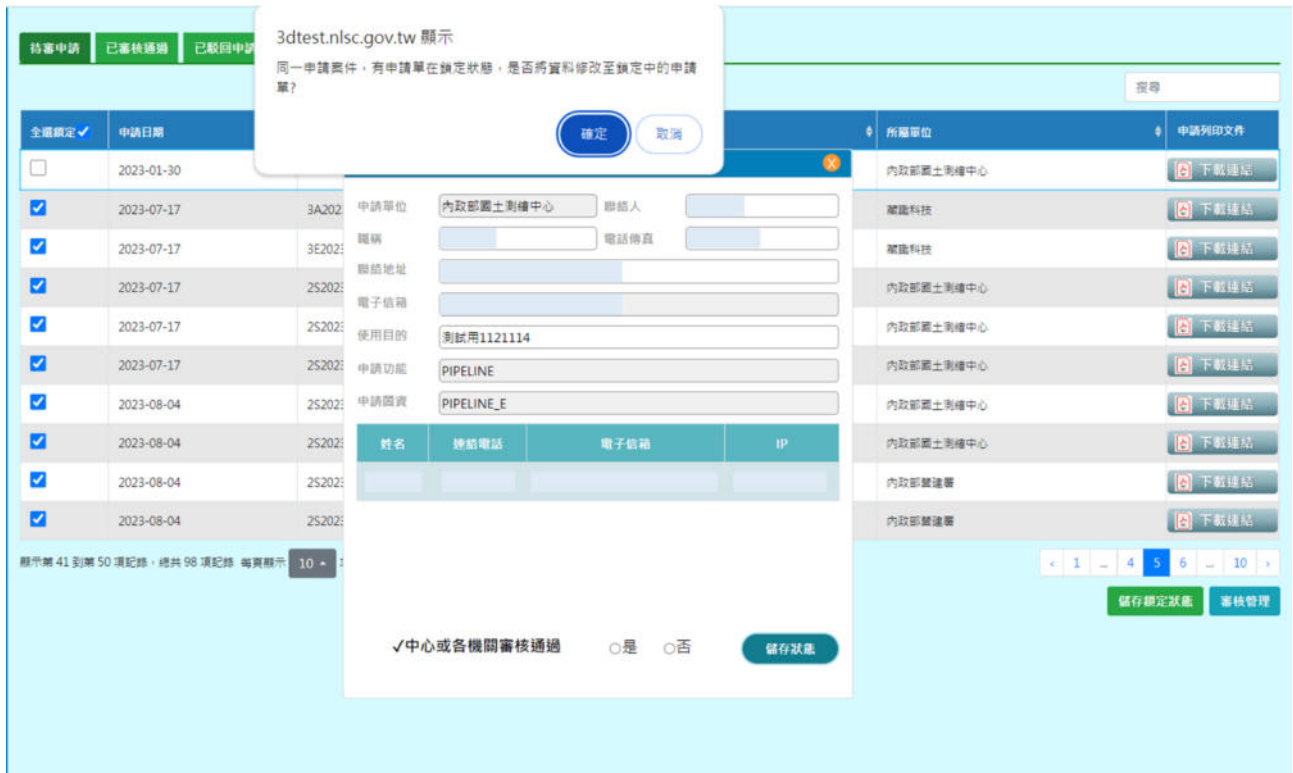 3dtest.nlsc.gov.tw 顯示
同一申請案件，有申請單在鎖定狀態，是否將資料修改至鎖定中的申請
單?
確定 取消
待審申請 已審核通過 已駁回申
搜尋
全選鎖定 申請日期 所屬單位 申請列印文件
2023-01-30 內政部國土測繪中心 下載連結
2023-07-17 3A202 科技 下載連結
2023-07-17 3E202 科技 下載連結
2023-07-17 2S202 內政部國土測繪中心 下載連結
2023-07-17 2S202 內政部國土測繪中心 下載連結
2023-07-17 2S202 內政部國土測繪中心 下載連結
2023-08-04 2S202 內政部國土測繪中心 下載連結
2023-08-04 2S202 內政部國土測繪中心 下載連結
2023-08-04 2S202 內政部營建署 下載連結
2023-08-04 2S202 內政部營建署 下載連結
申請單位 內政部國土測繪中心 聯絡人
職稱 電話傳真
聯絡地址
電子信箱
使用目的 測試用1121114
申請功能 PIPELINE
申請圖資 PIPELINE_E
姓名 連絡電話 電子信箱 IP
✓中心或各機關審核通過 ○是 ○否 儲存狀態
顯示第 41 到第 50 項記錄，總共 98 項記錄 每頁顯示 10
‹ 1 ... 4 5 6 ... 10 ›
儲存鎖定狀態 審核管理